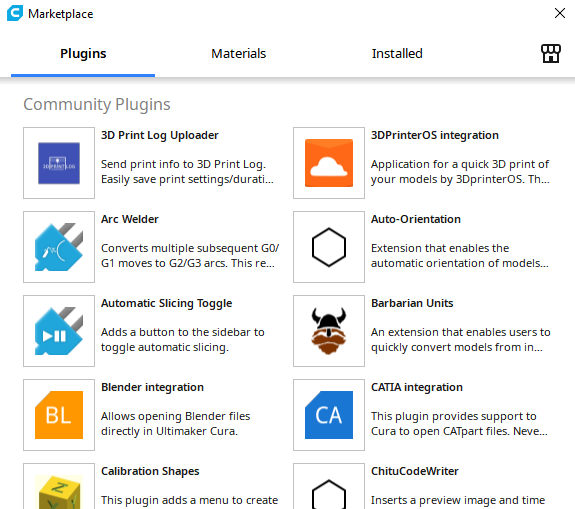 Marketplace
Plugins
Materials
Installed
Community Plugins
3D Print Log Uploader
Send print info to 3D Print Log.
Easily save print settings/durati...
3DPrinterOS integration
Application for a quick 3D print of
your models by 3DprinterOS. Th...
Arc Welder
Converts multiple subsequent G0/
G1 moves to G2/G3 arcs. This re...
Auto-Orientation
Extension that enables the
automatic orientation of models...
Automatic Slicing Toggle
Adds a button to the sidebar to
toggle automatic slicing.
Barbarian Units
An extension that enables users to
quickly convert models from in...
BL
Blender integration
Allows opening Blender files
directly in Ultimaker Cura.
CA
CATIA integration
This plugin provides support to
Cura to open CATpart files. Neve...
Calibration Shapes
This plugin adds a menu to create
ChituCodeWriter
Inserts a preview image and time